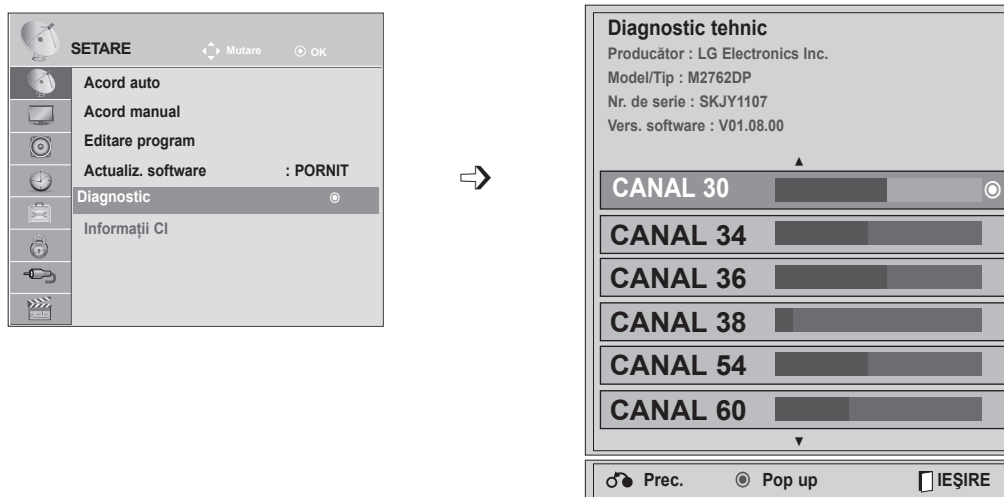 SETARE
Mutare
OK
Acord auto
Acord manual
Editare program
Actualiz. software : PORNIT
Diagnostic
Informații CI
Diagnostic tehnic
Producător : LG Electronics Inc.
Model/Tip : M2762DP
Nr. de serie : SKJY1107
Vers. software : V01.08.00
CANAL 30
CANAL 34
CANAL 36
CANAL 38
CANAL 54
CANAL 60
Prec.
Pop up
IEŞIRE